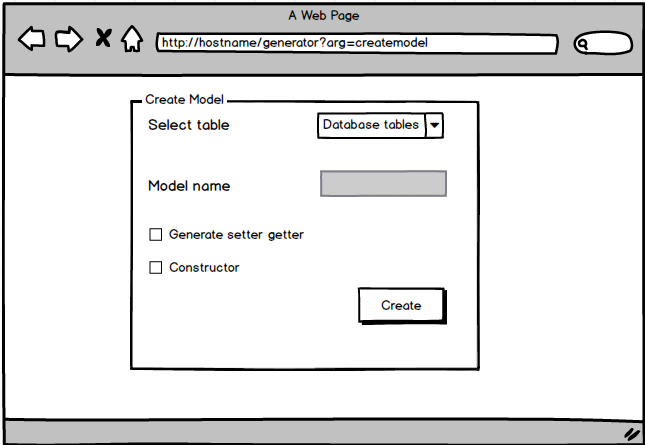 A Web Page
http://hostname/generator?arg=createmodel
Create Model
Select table
Database tables
Model name
Generate setter getter
Constructor
Create